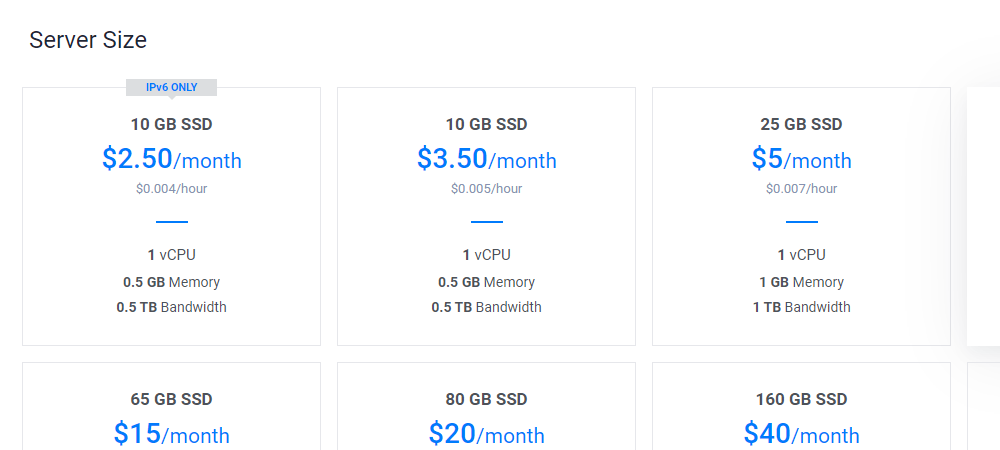 Server Size
IPv6 ONLY
10 GB SSD
$2.50/month
$0.004/hour
1 vCPU
0.5 GB Memory
0.5 TB Bandwidth
10 GB SSD
$3.50/month
$0.005/hour
1 vCPU
0.5 GB Memory
0.5 TB Bandwidth
25 GB SSD
$5/month
$0.007/hour
1 vCPU
1 GB Memory
1 TB Bandwidth
65 GB SSD
$15/month
80 GB SSD
$20/month
160 GB SSD
$40/month